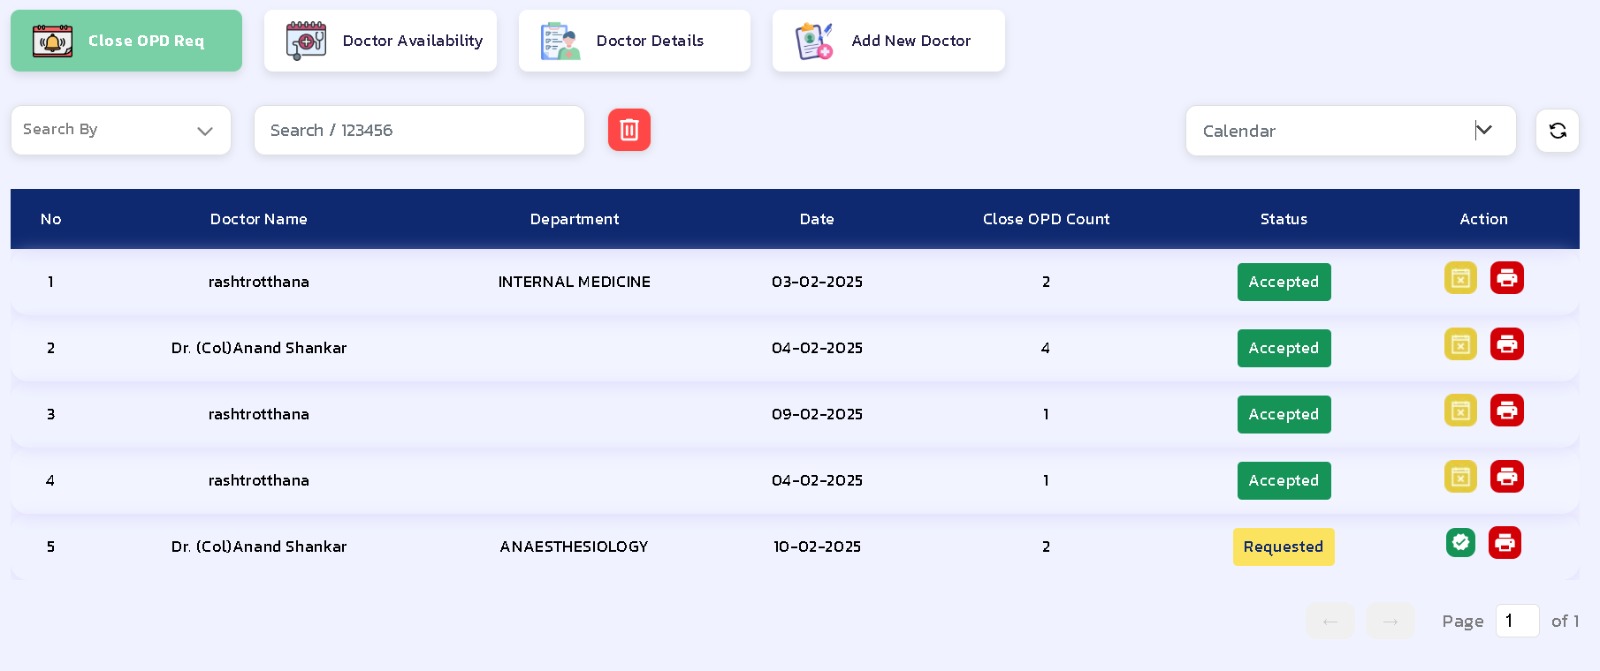 Close OPD Req Doctor Availability Doctor Details Add New Doctor
Search By Search / 123456 Calendar
No Doctor Name Department Date Close OPD Count Status Action
1 rashtrotthana INTERNAL MEDICINE 03-02-2025 2 Accepted
2 Dr. (Col)Anand Shankar 04-02-2025 4 Accepted
3 rashtrotthana 09-02-2025 1 Accepted
4 rashtrotthana 04-02-2025 1 Accepted
5 Dr. (Col)Anand Shankar ANAESTHESIOLOGY 10-02-2025 2 Requested
← → Page 1 of 1